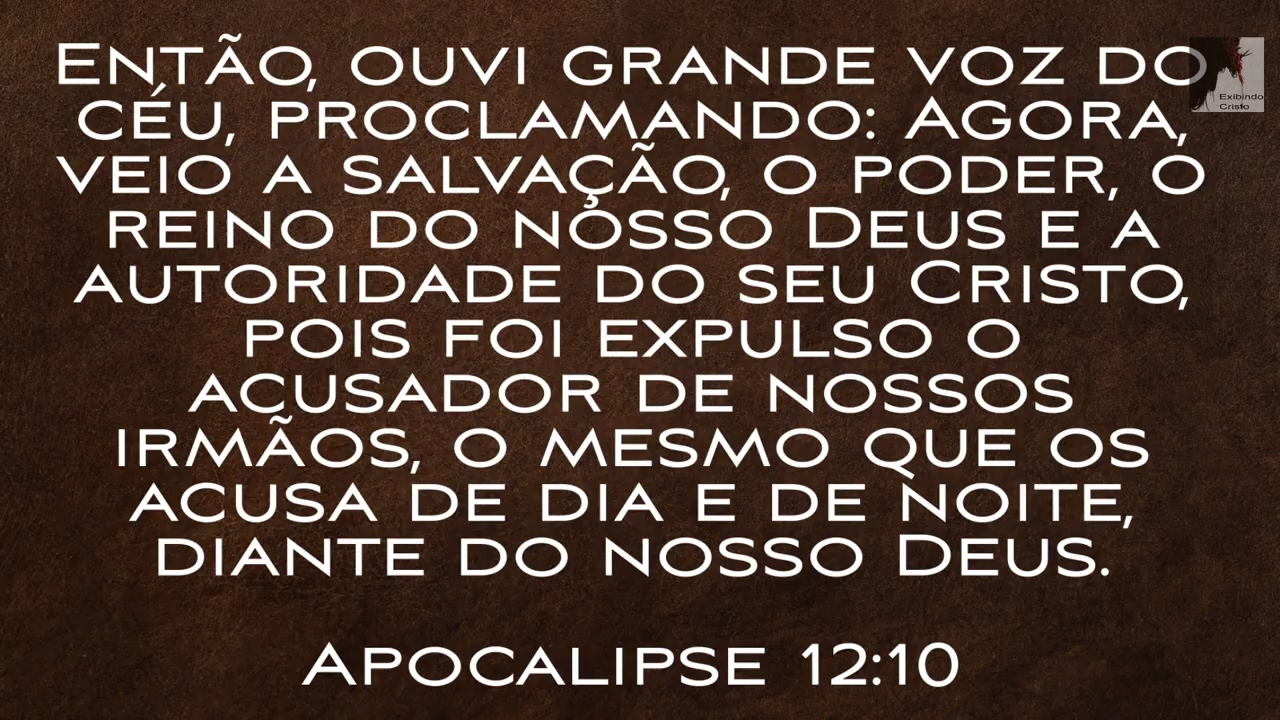 Então, ouvi grande voz do
céu, proclamando: Agora,
veio a salvação, o poder, o
reino do nosso Deus e a
autoridade do seu Cristo,
pois foi expulso o
acusador de nossos
irmãos, o mesmo que os
acusa de dia e de noite,
diante do nosso Deus.
Apocalipse 12:10
Exibindo
Cristo